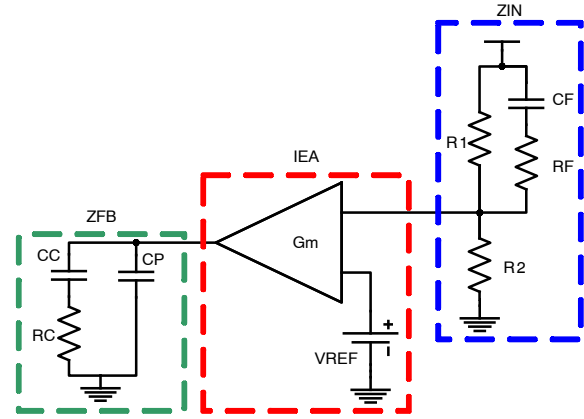 ZIN
CF
R1
RF
IEA
ZFB
Gm
CC
CP
R2
RC
VREF
+
-